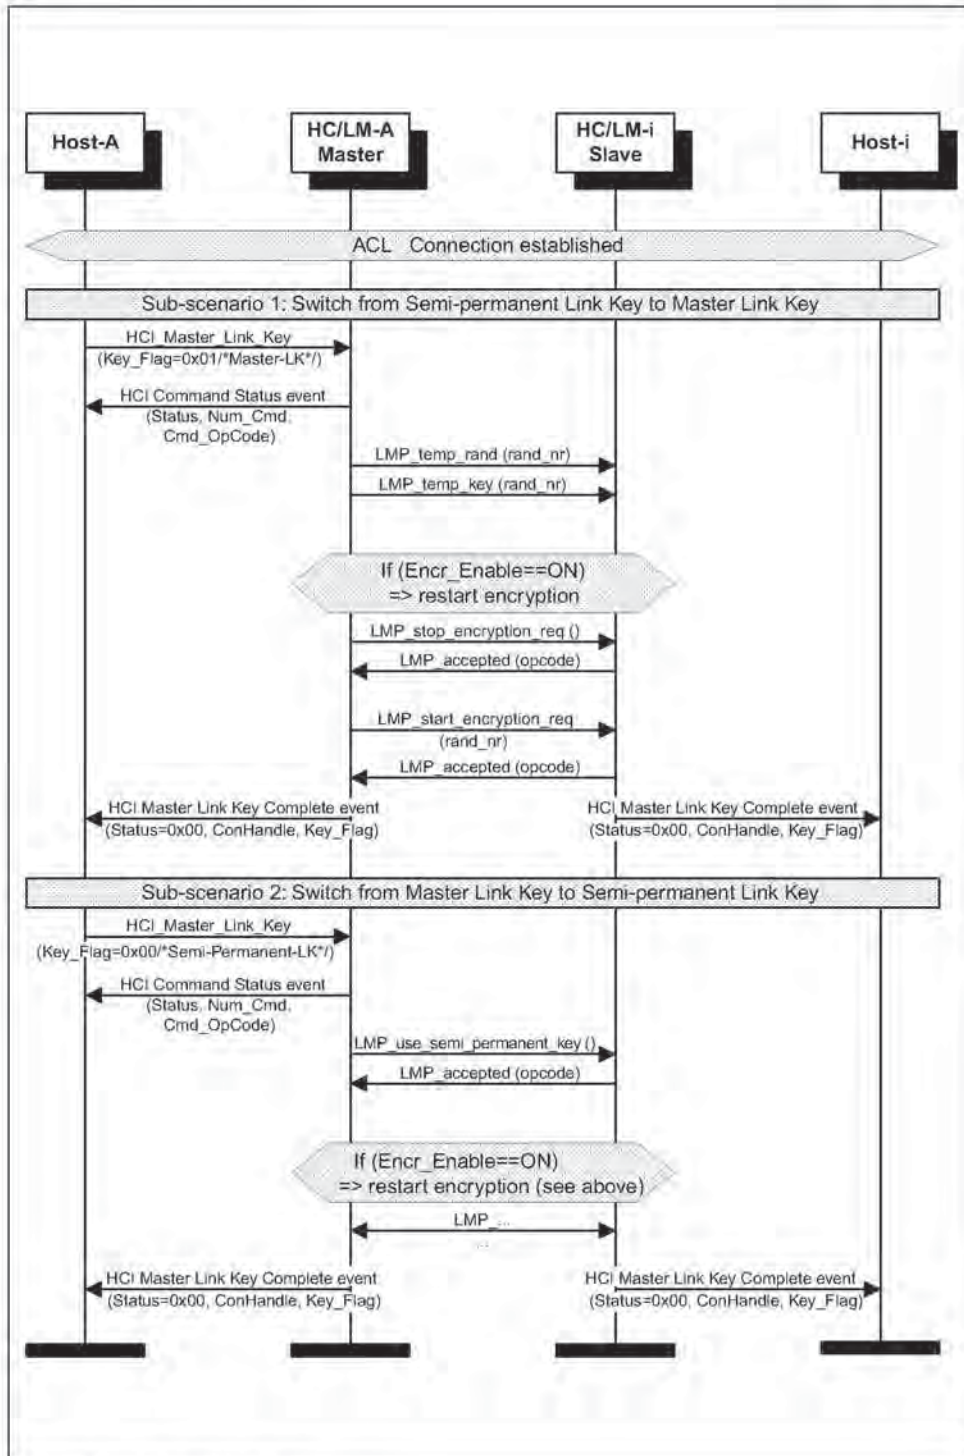 Host-A
HC/LM-A
Master
HC/LM-i
Slave
Host-i
ACL Connection established
Sub-scenario 1: Switch from Semi-permanent Link Key to Master Link Key
HCI_Master_Link_Key
(Key_Flag=0x01/*Master-LK*/)
HCI Command Status event
(Status, Num_Cmd,
Cmd_OpCode)
LMP_temp_rand (rand_nr)
LMP_temp_key (rand_nr)
If (Encr_Enable==ON)
=> restart encryption
LMP_stop_encryption_req ()
LMP_accepted (opcode)
LMP_start_encryption_req
(rand_nr)
LMP_accepted (opcode)
HCI Master Link Key Complete event
(Status=0x00, ConHandle, Key_Flag)
HCI Master Link Key Complete event
(Status=0x00, ConHandle, Key_Flag)
Sub-scenario 2: Switch from Master Link Key to Semi-permanent Link Key
HCI_Master_Link_Key
(Key_Flag=0x00/*Semi-Permanent-LK*/)
HCI Command Status event
(Status, Num_Cmd,
Cmd_OpCode)
LMP_use_semi_permanent_key ()
LMP_accepted (opcode)
If (Encr_Enable==ON)
=> restart encryption (see above)
LMP_...
...
HCI Master Link Key Complete event
(Status=0x00, ConHandle, Key_Flag)
HCI Master Link Key Complete event
(Status=0x00, ConHandle, Key_Flag)